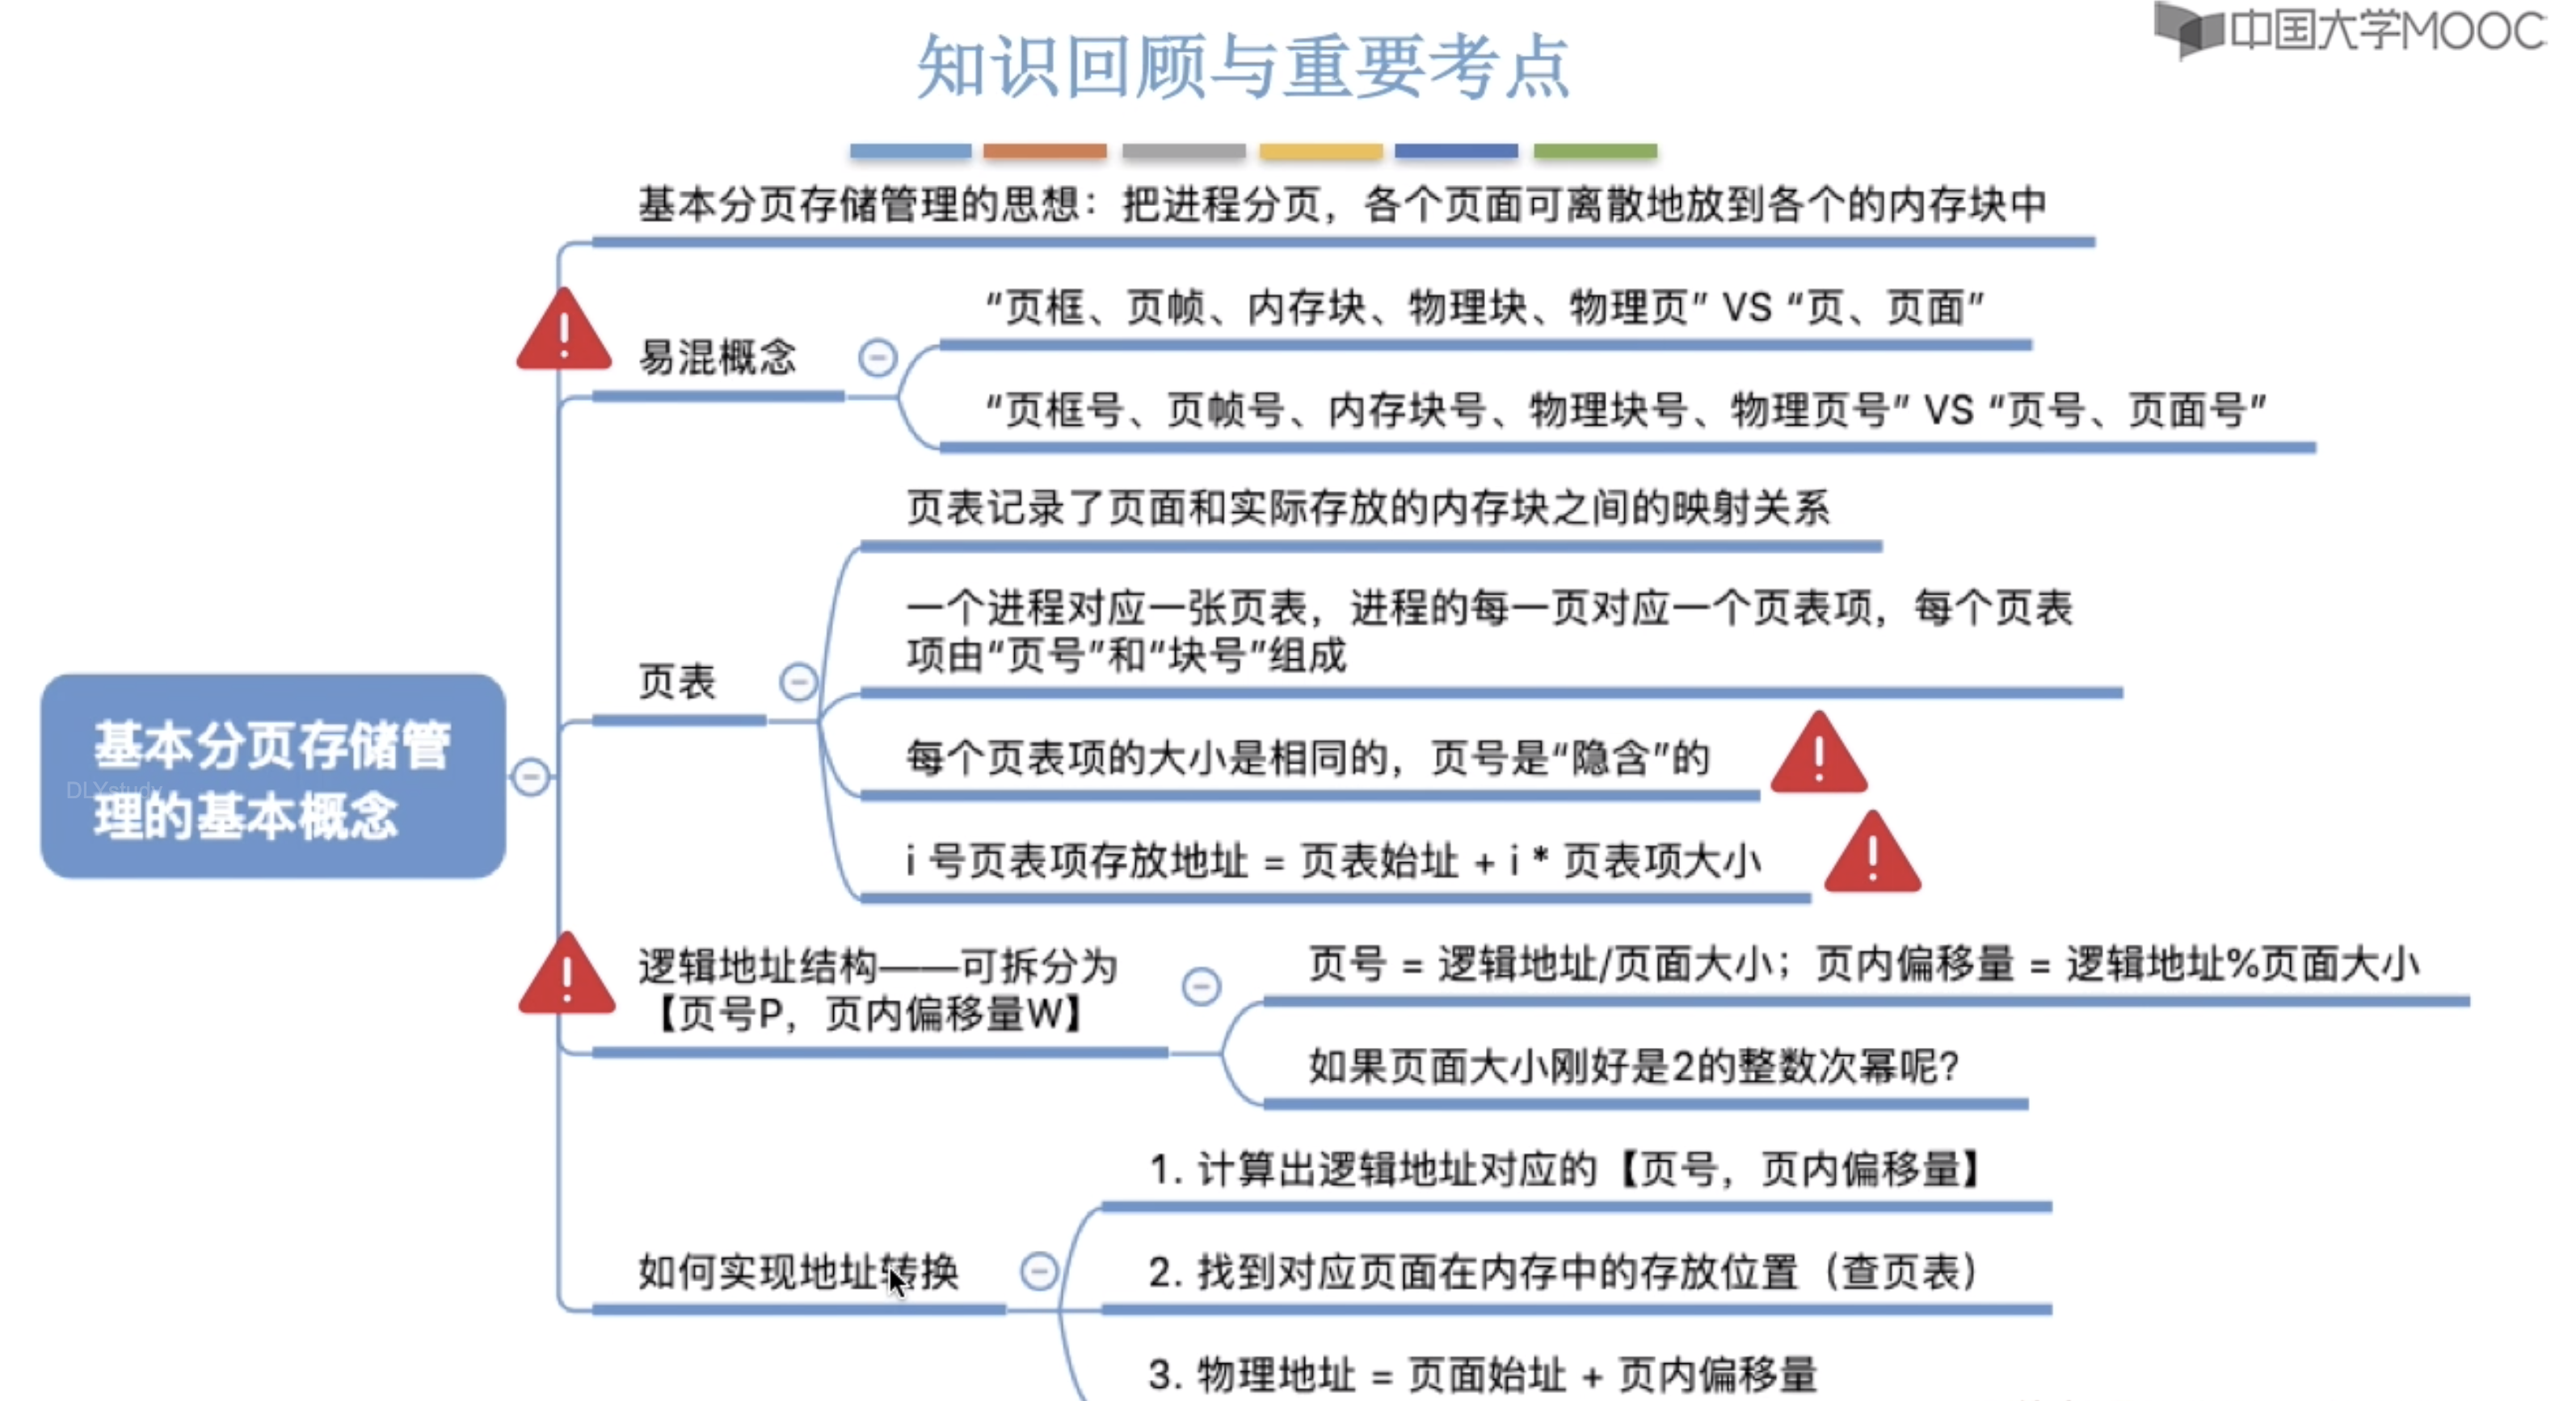 中国大学MOOC
知识回顾与重要考点
基本分页存储管理的思想：把进程分页，各个页面可离散地放到各个的内存块中
易混概念
“页框、页帧、内存块、物理块、物理页” VS “页、页面”
“页框号、页帧号、内存块号、物理块号、物理页号” VS “页号、页面号”
页表
页表记录了页面和实际存放的内存块之间的映射关系
一个进程对应一张页表，进程的每一页对应一个页表项，每个页表
项由“页号”和“块号”组成
每个页表项的大小是相同的，页号是“隐含”的
i 号页表项存放地址 = 页表始址 + i * 页表项大小
基本分页存储管
DLYstudy
理的基本概念
逻辑地址结构——可拆分为
【页号P，页内偏移量W】
页号 = 逻辑地址/页面大小；页内偏移量 = 逻辑地址%页面大小
如果页面大小刚好是2的整数次幂呢？
如何实现地址转换
1. 计算出逻辑地址对应的【页号，页内偏移量】
2. 找到对应页面在内存中的存放位置（查页表）
3. 物理地址 = 页面始址 + 页内偏移量